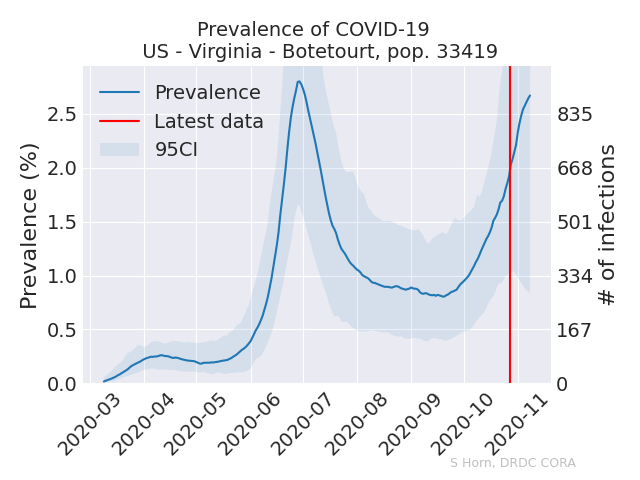 Prevalence of COVID-19
US - Virginia - Botetourt, pop. 33419
Prevalence
Latest data
95CI
Prevalence (%)
2.5
2.0
1.5
1.0
0.5
0.0
# of infections
835
668
501
334
167
0
2020-03
2020-04
2020-05
2020-06
2020-07
2020-08
2020-09
2020-10
2020-11
S Horn, DRDC CORA